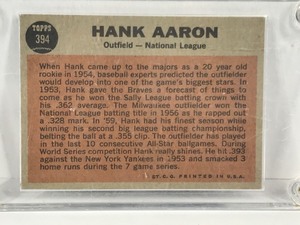 TOPPS
394
HANK AARON
Outfield — National League
When Hank came up to the majors as a 20 year old
rookie in 1954, baseball experts predicted the outfielder
would develop into one of the game's biggest stars. In
1953, Hank gave the Braves a forecast of things to
come as he won the Sally League batting crown with
his .362 average. The Milwaukee outfielder won the
National League batting title in 1956 as he rapped out
a .328 mark. In '59, Hank had his finest season while
winning his second big league batting championship,
belting the ball at a .355 clip. The outfielder has played
in the last 10 consecutive All-Star ballgames. During
World Series competition Hank really shines. He hit .393
against the New York Yankees in 1953 and smacked 3
home runs during the 7 game series.
©T.C.G. PRINTED IN U.S.A.